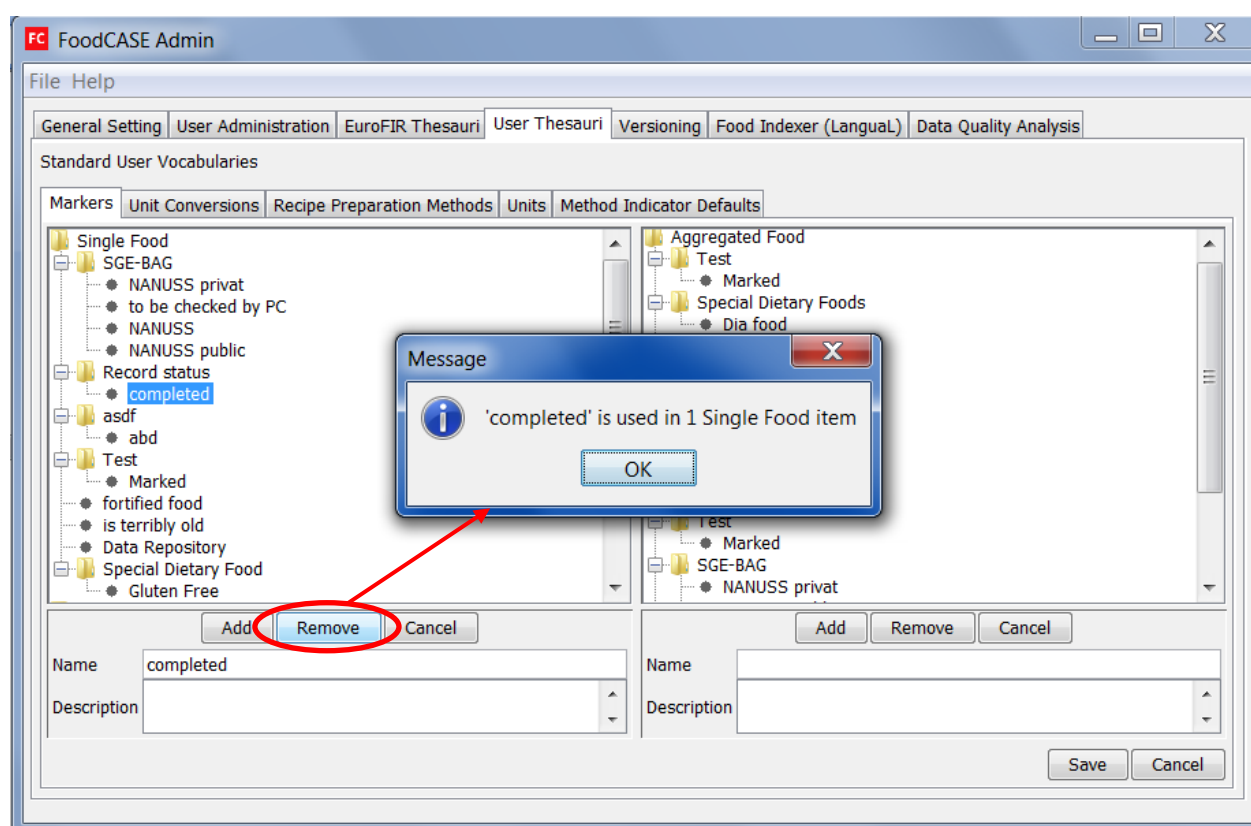 FC FoodCASE Admin
File Help
General Setting User Administration EuroFIR Thesauri User Thesauri Versioning Food Indexer (LanguaL) Data Quality Analysis
Standard User Vocabularies
Markers Unit Conversions Recipe Preparation Methods Units Method Indicator Defaults
Single Food
SGE-BAG
NANUSS privat
to be checked by PC
NANUSS
NANUSS public
Record status
completed
asdf
abd
Test
Marked
fortified food
is terribly old
Data Repository
Special Dietary Food
Gluten Free
Aggregated Food
Test
Marked
Special Dietary Foods
Dia food
Message
'completed' is used in 1 Single Food item
OK
Test
Marked
SGE-BAG
NANUSS privat
Add Remove Cancel
Name completed
Description
Add Remove Cancel
Name
Description
Save Cancel